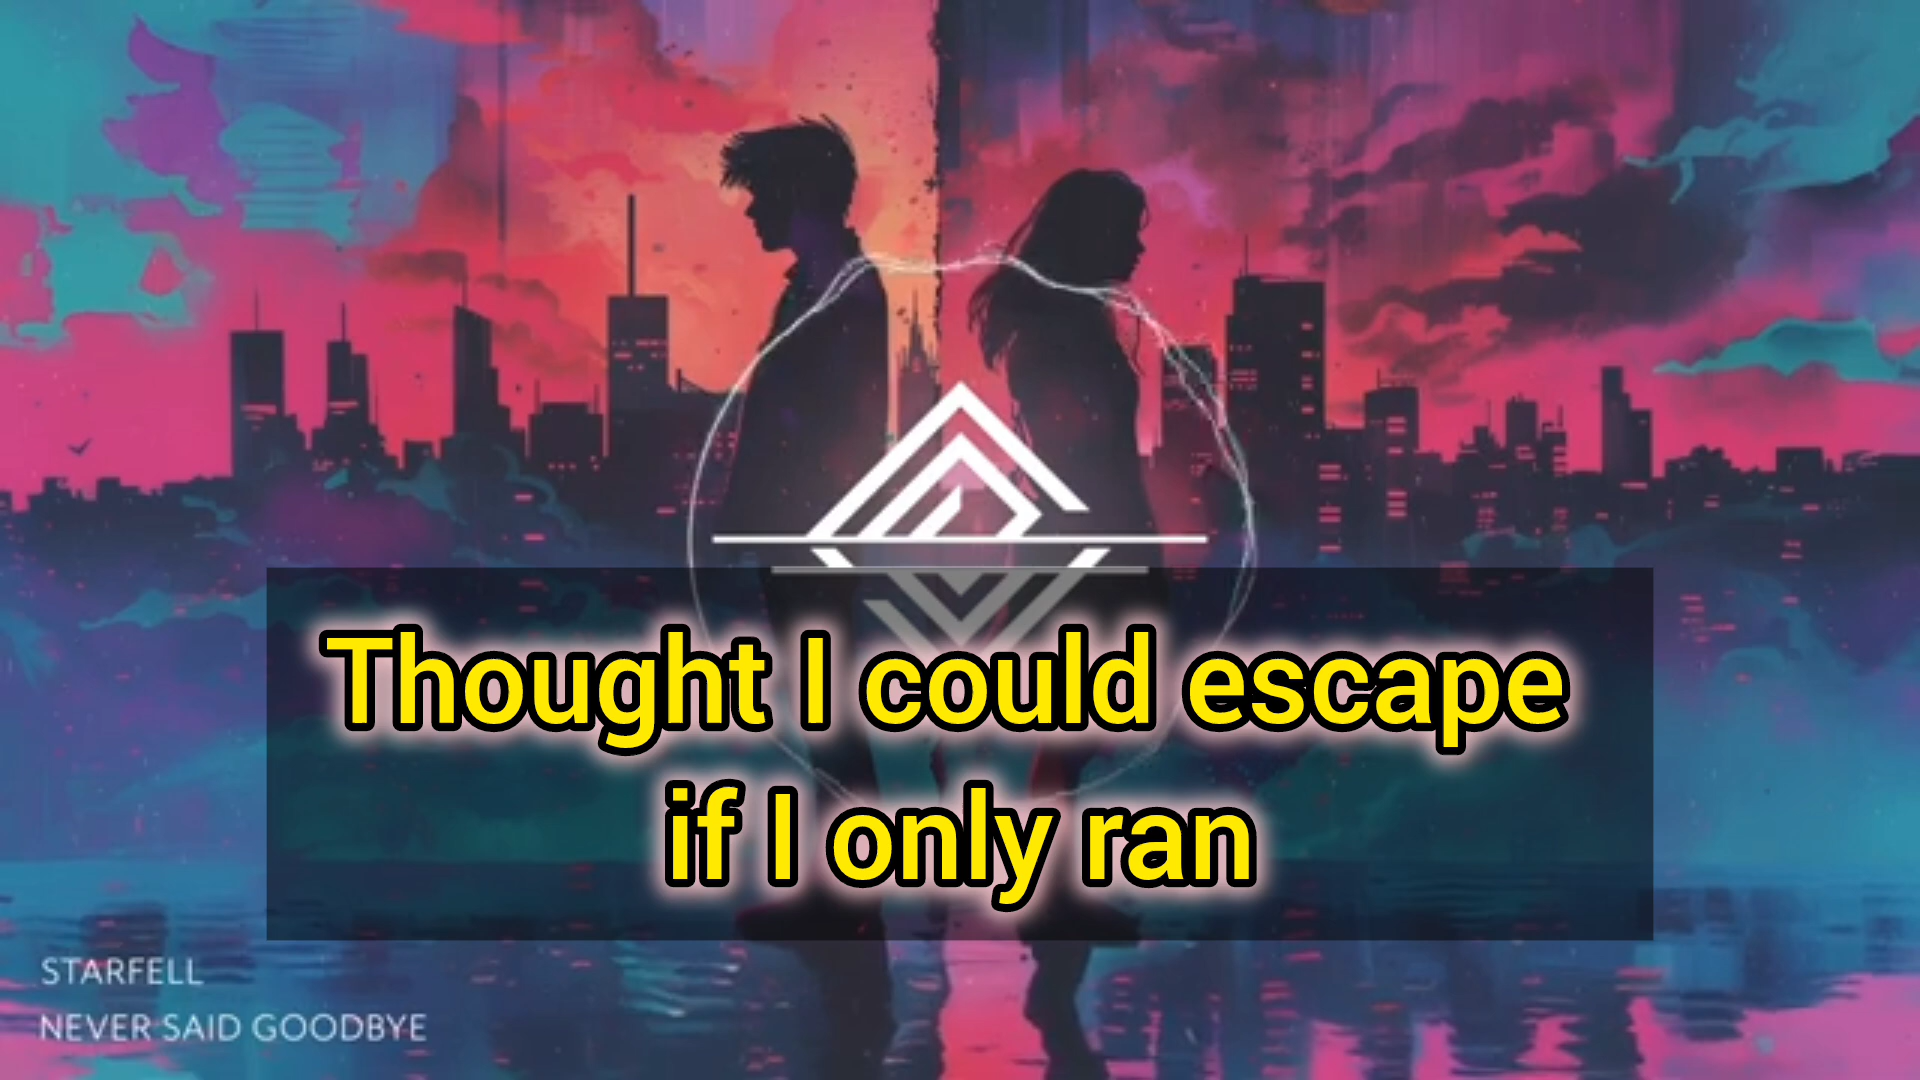 Thought I could escape
if I only ran
STARFELL
NEVER SAID GOODBYE